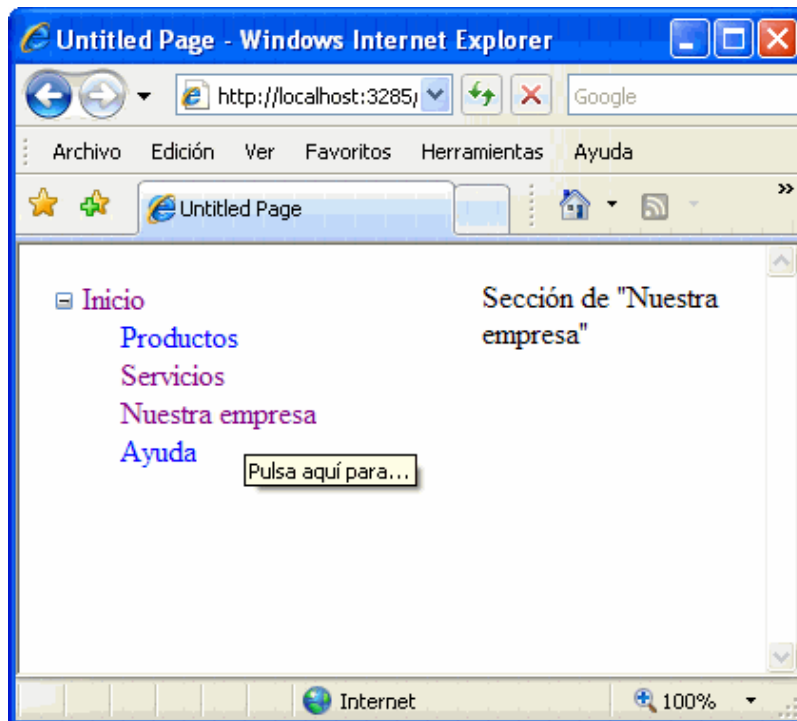 Untitled Page - Windows Internet Explorer
http://localhost:3285/
Google
Archivo Edición Ver Favoritos Herramientas Ayuda
Untitled Page
»
Inicio
Productos
Servicios
Nuestra empresa
Ayuda
Sección de "Nuestra
empresa"
Pulsa aquí para...
Internet
100%